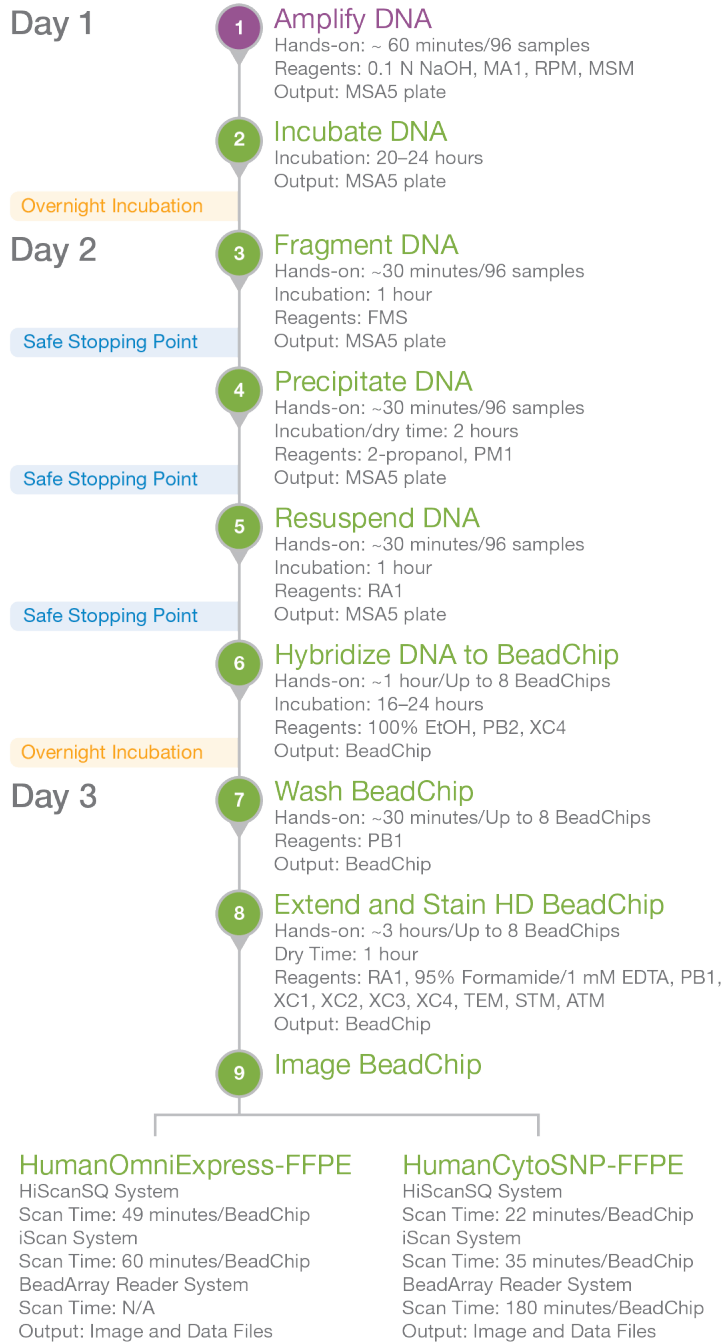 Day 1
1
Amplify DNA
Hands-on: ~ 60 minutes/96 samples
Reagents: 0.1 N NaOH, MA1, RPM, MSM
Output: MSA5 plate
2
Incubate DNA
Incubation: 20–24 hours
Output: MSA5 plate
Overnight Incubation
Day 2
3
Fragment DNA
Hands-on: ~30 minutes/96 samples
Incubation: 1 hour
Reagents: FMS
Output: MSA5 plate
Safe Stopping Point
4
Precipitate DNA
Hands-on: ~30 minutes/96 samples
Incubation/dry time: 2 hours
Reagents: 2-propanol, PM1
Output: MSA5 plate
Safe Stopping Point
5
Resuspend DNA
Hands-on: ~30 minutes/96 samples
Incubation: 1 hour
Reagents: RA1
Output: MSA5 plate
Safe Stopping Point
6
Hybridize DNA to BeadChip
Hands-on: ~1 hour/Up to 8 BeadChips
Incubation: 16–24 hours
Reagents: 100% EtOH, PB2, XC4
Output: BeadChip
Overnight Incubation
Day 3
7
Wash BeadChip
Hands-on: ~30 minutes/Up to 8 BeadChips
Reagents: PB1
Output: BeadChip
8
Extend and Stain HD BeadChip
Hands-on: ~3 hours/Up to 8 BeadChips
Dry Time: 1 hour
Reagents: RA1, 95% Formamide/1 mM EDTA, PB1,
XC1, XC2, XC3, XC4, TEM, STM, ATM
Output: BeadChip
9
Image BeadChip
HumanOmniExpress-FFPE
HiScanSQ System
Scan Time: 49 minutes/BeadChip
iScan System
Scan Time: 60 minutes/BeadChip
BeadArray Reader System
Scan Time: N/A
Output: Image and Data Files
HumanCytoSNP-FFPE
HiScanSQ System
Scan Time: 22 minutes/BeadChip
iScan System
Scan Time: 35 minutes/BeadChip
BeadArray Reader System
Scan Time: 180 minutes/BeadChip
Output: Image and Data Files